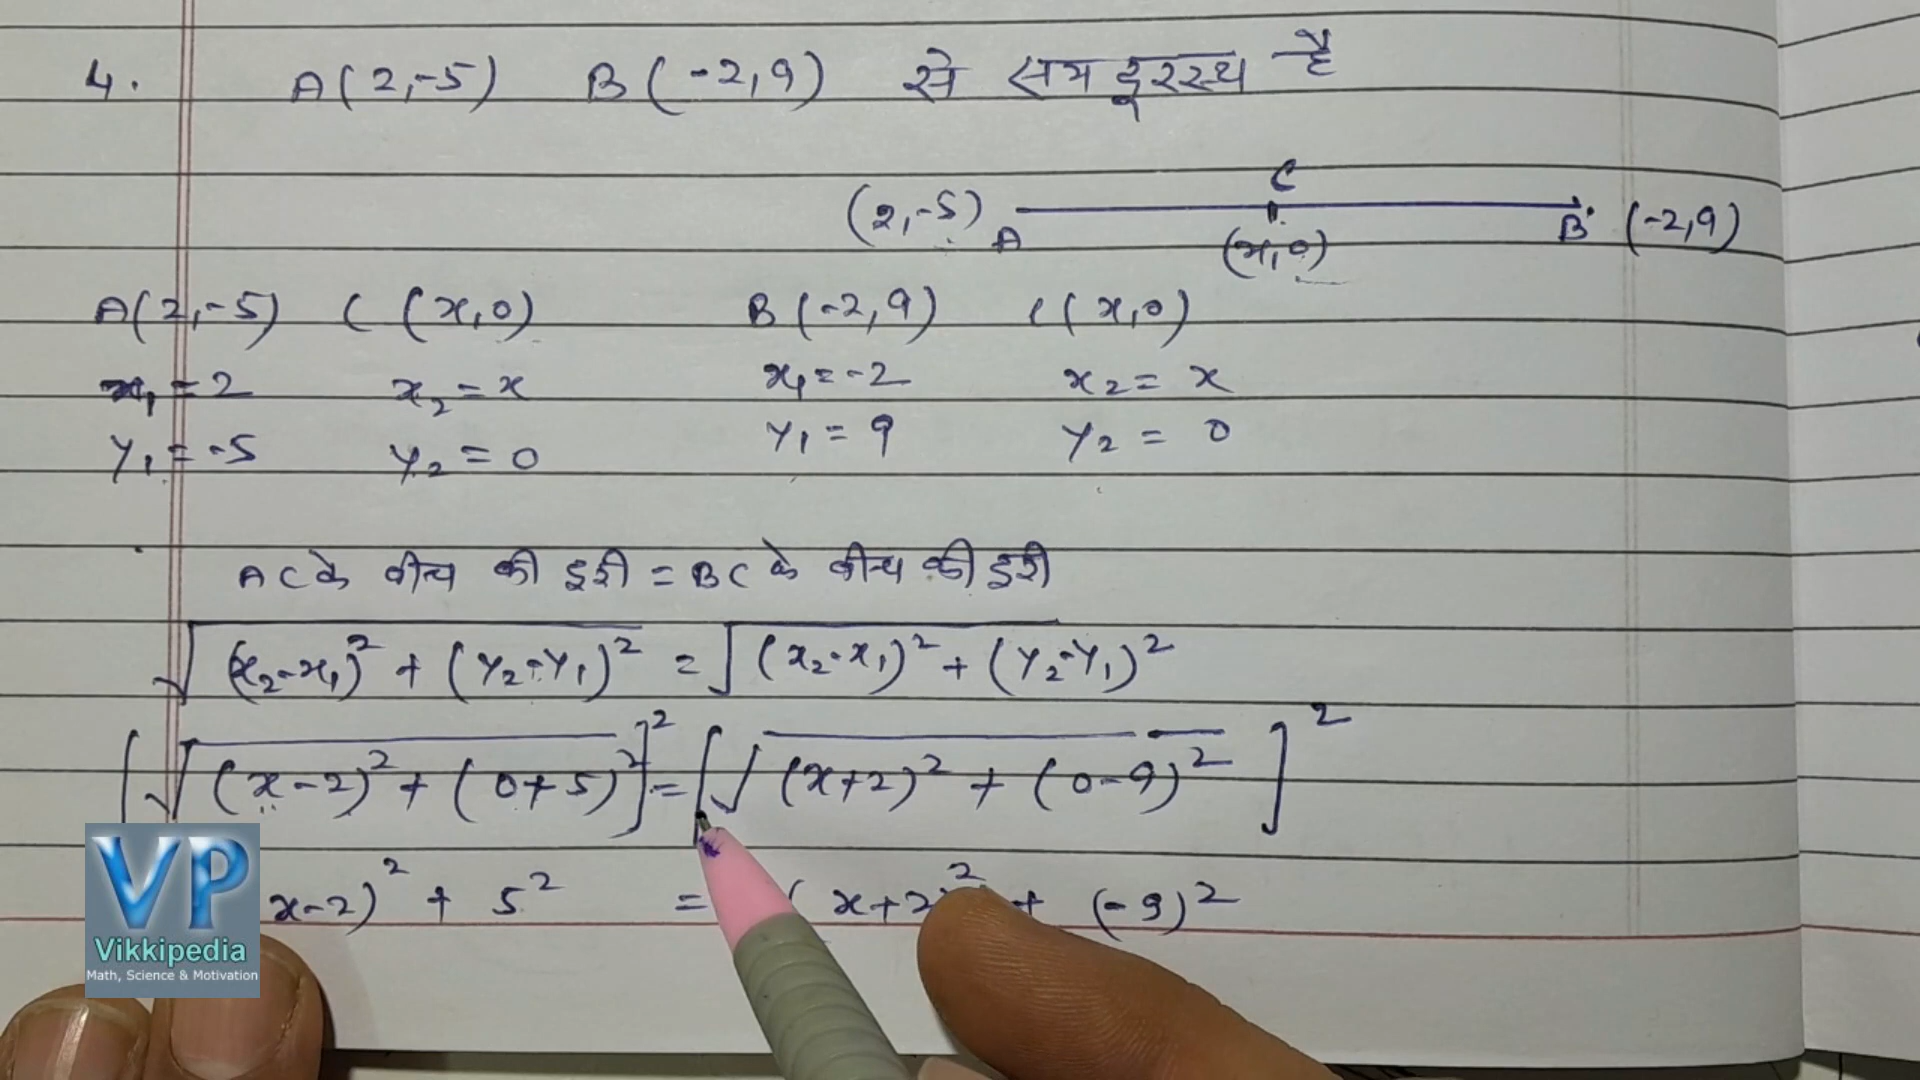 4. A(2,-5) B(-2,9) से समदूरस्थ है
C
(2,-5) A (x,0) B (-2,9)
A(2,-5) C (x,0) B(-2,9) C(x,0)
x₁ = 2 x₂ = x x₁ = -2 x₂ = x
y₁ = -5 y₂ = 0 y₁ = 9 y₂ = 0
AC के बीच की दूरी = BC के बीच की दूरी
√(x₂-x₁)² + (y₂-y₁)² = √(x₂-x₁)² + (y₂-y₁)²
[√(x-2)² + (0+5)²]² = [√(x+2)² + (0-9)²]²
x-2)² + 5² = (x+2)² + (-9)²
VP
Vikkipedia
Math, Science & Motivation